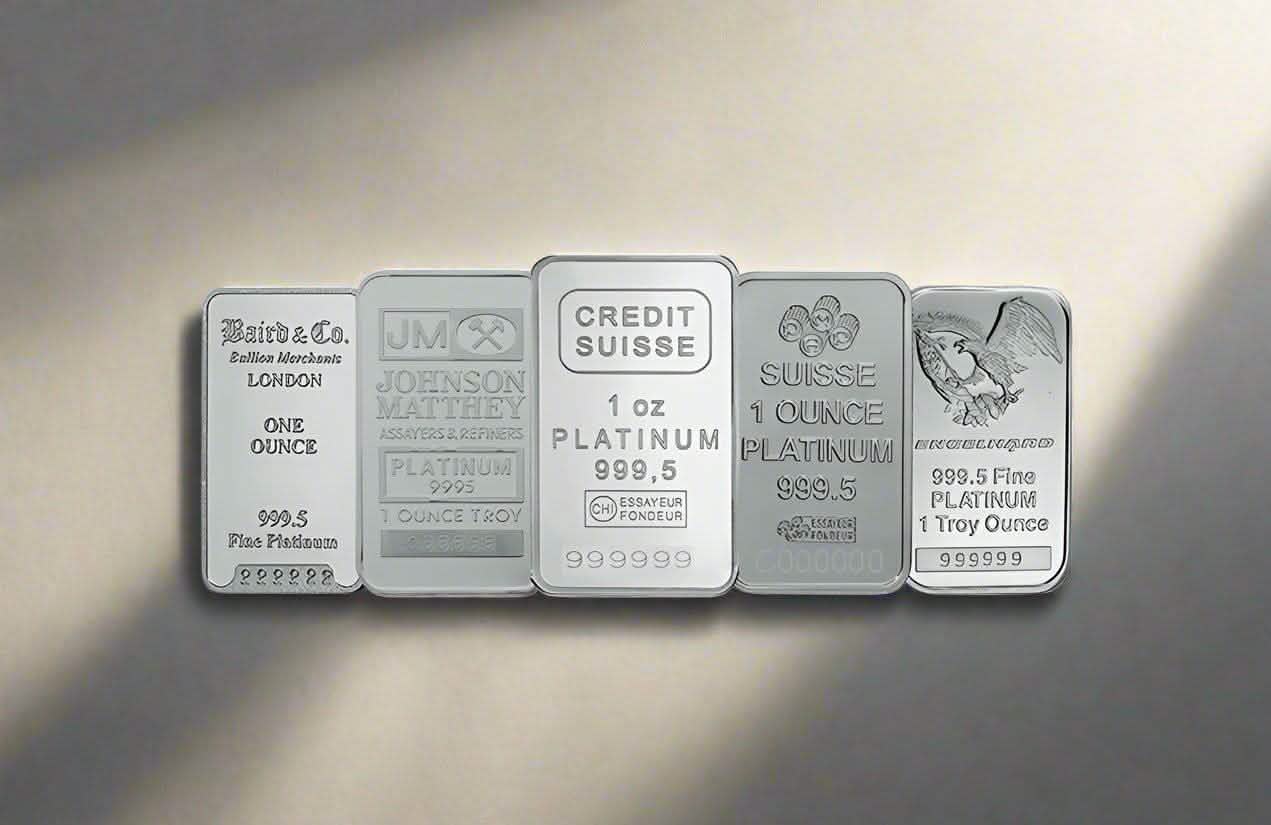 Baird & Co.
Bullion Merchants
LONDON
ONE
OUNCE
999.5
Fine Platinum
JM
JOHNSON
MATTHEY
ASSAYERS & REFINERS
PLATINUM
9995
1 OUNCE TROY
CREDIT
SUISSE
1 oz
PLATINUM
999,5
CHI ESSAYEUR
FONDEUR
999999
SUISSE
1 OUNCE
PLATINUM
999.5
ESSAYEUR
FONDEUR
C000000
ENGELHARD
999.5 Fine
PLATINUM
1 Troy Ounce
999999